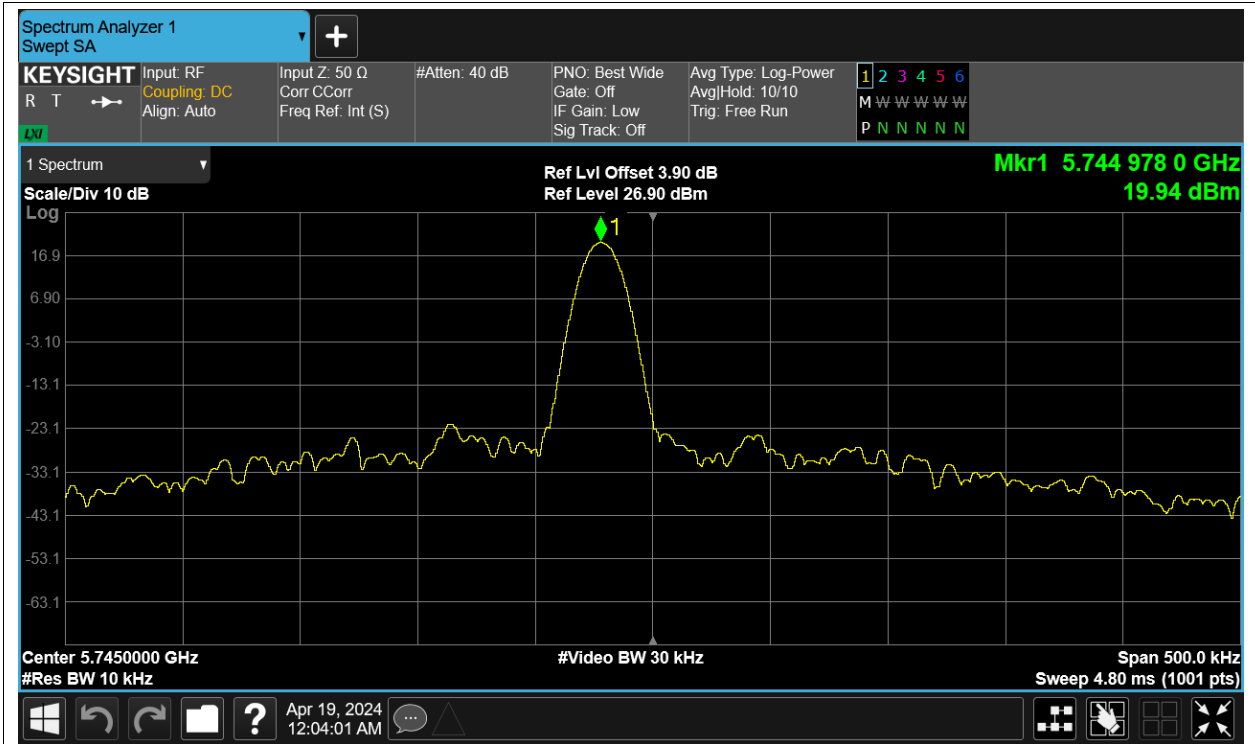 Spectrum Analyzer 1
Swept SA
KEYSIGHT
R T
LXI
Input: RF
Coupling: DC
Align: Auto
Input Z: 50 Ω
Corr CCorr
Freq Ref: Int (S)
#Atten: 40 dB
PNO: Best Wide
Gate: Off
IF Gain: Low
Sig Track: Off
Avg Type: Log-Power
Avg|Hold: 10/10
Trig: Free Run
1 2 3 4 5 6
M W W W W W
P N N N N N
1 Spectrum
Scale/Div 10 dB
Log
Ref Lvl Offset 3.90 dB
Ref Level 26.90 dBm
Mkr1 5.744 978 0 GHz
19.94 dBm
1
16.9
6.90
-3.10
-13.1
-23.1
-33.1
-43.1
-53.1
-63.1
Center 5.7450000 GHz
#Res BW 10 kHz
#Video BW 30 kHz
Span 500.0 kHz
Sweep 4.80 ms (1001 pts)
?
Apr 19, 2024
12:04:01 AM